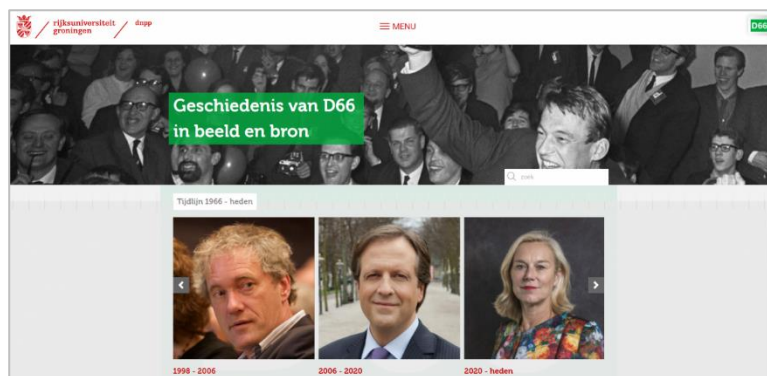 rijksuniversiteit
groningen
dnpp
MENU
D66
Geschiedenis van D66
in beeld en bron
zoek
Tijdlijn 1966 - heden
1998 - 2006
2006 - 2020
2020 - heden